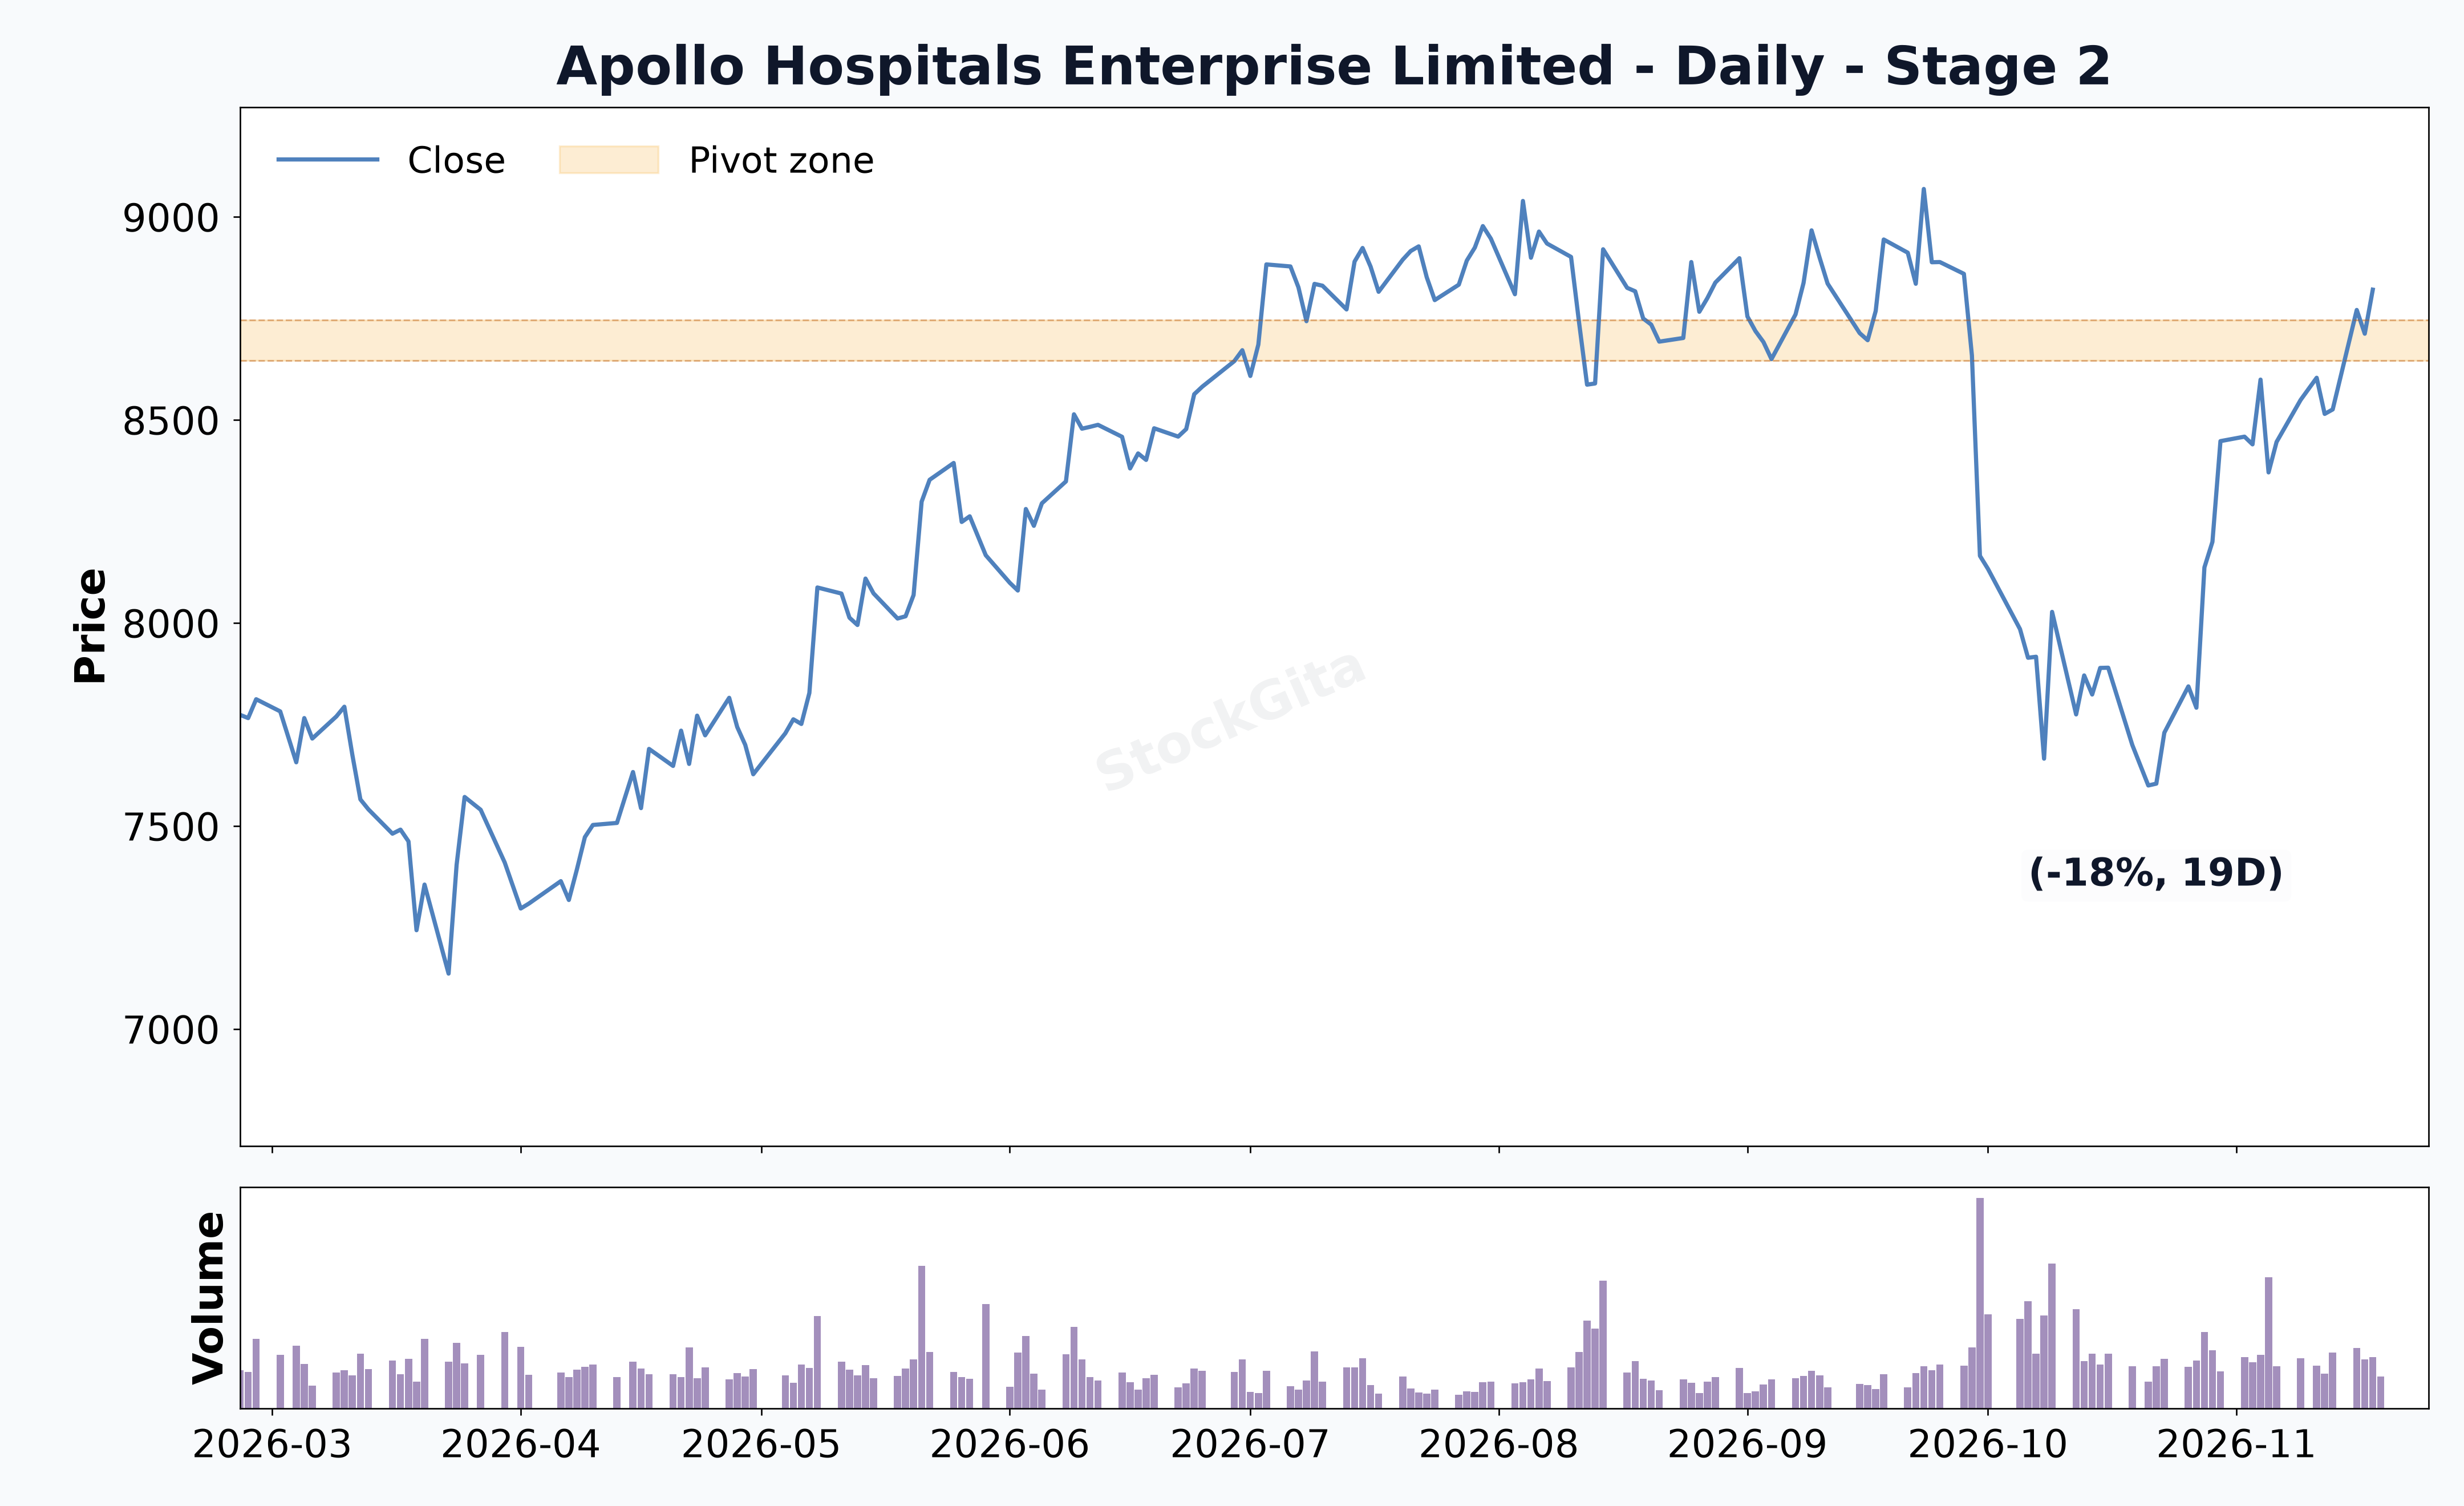 Apollo Hospitals Enterprise Limited - Daily - Stage 2
Close
Pivot zone
9000
8500
8000
7500
7000
Price
StockGita
(-18%, 19D)
Volume
2026-03
2026-04
2026-05
2026-06
2026-07
2026-08
2026-09
2026-10
2026-11